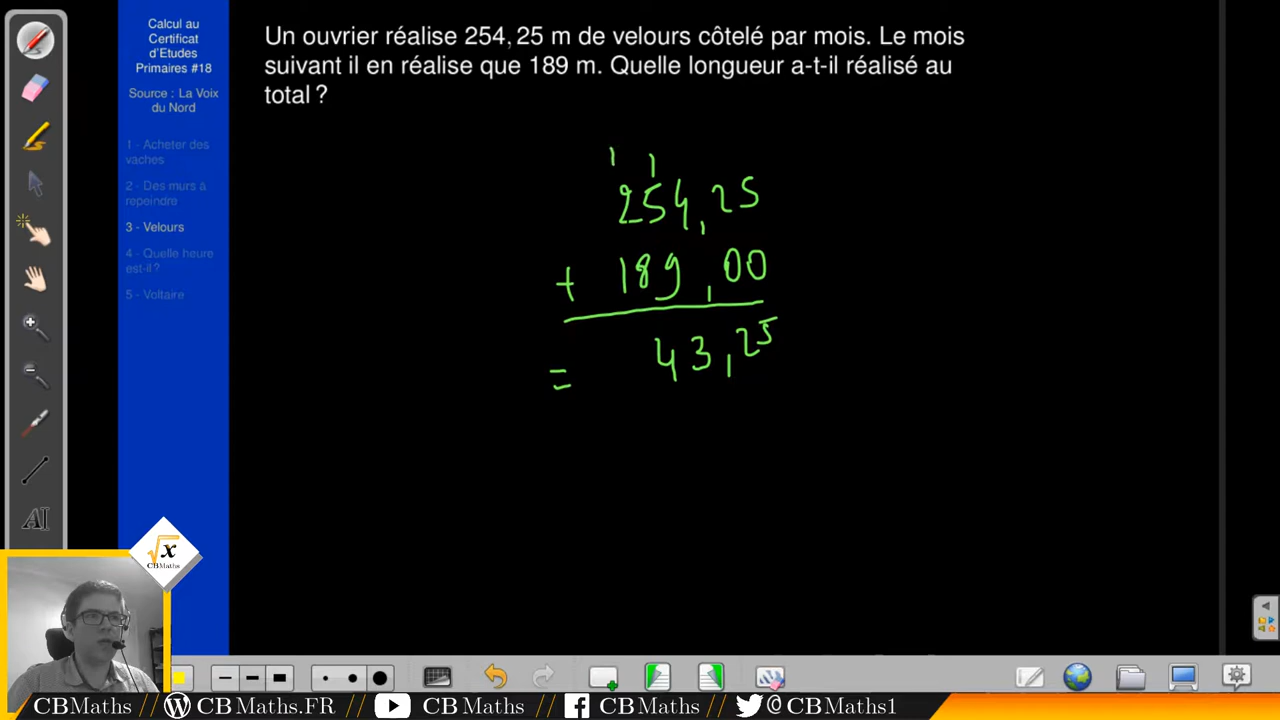 Calcul au
Certificat
d'Etudes
Primaires #18
Source : La Voix
du Nord
1 - Acheter des
vaches
2 - Des murs à
repeindre
3 - Velours
4 - Quelle heure
est-il ?
5 - Voltaire
Un ouvrier réalise 254, 25 m de velours côtelé par mois. Le mois
suivant il en réalise que 189 m. Quelle longueur a-t-il réalisé au
total ?
1 1
254,25
+ 189,00
= 43,25
AI
√x
CBMaths
CBMaths CBMaths.FR CBMaths CBMaths @CBMaths1